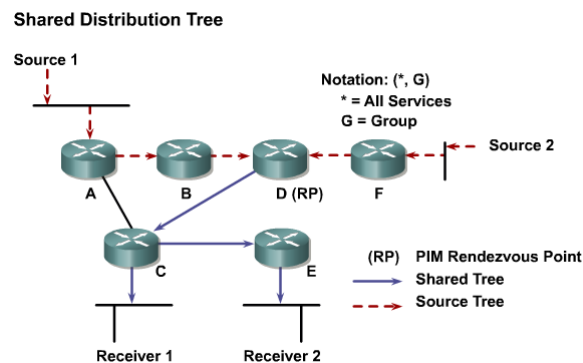 Shared Distribution Tree
Source 1
Notation: (*, G)
* = All Services
G = Group
Source 2
A
B
D (RP)
F
C
E
(RP) PIM Rendezvous Point
Shared Tree
Source Tree
Receiver 1
Receiver 2